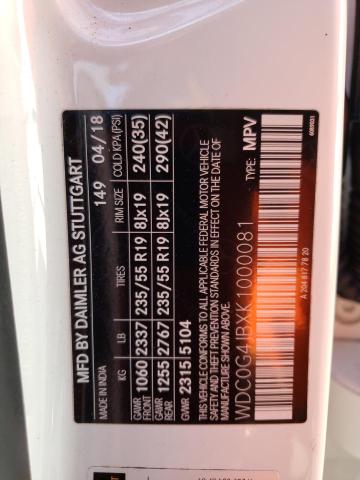 MFD BY DAIMLER AG STUTTGART
MADE IN INDIA 149 04/18
KG LB TIRES RIM SIZE COLD KPA(PSI)
GAWR FRONT 1060 2337 235/55 R19 8Jx19 240(35)
GAWR REAR 1255 2767 235/55 R19 8Jx19 290(42)
GVWR 2315 5104
THIS VEHICLE CONFORMS TO ALL APPLICABLE FEDERAL MOTOR VEHICLE
SAFETY AND THEFT PREVENTION STANDARDS IN EFFECT ON THE DATE OF
MANUFACTURE SHOWN ABOVE.
TYPE: MPV
WDC0G4JBXK1000081
A 204 817 78 20